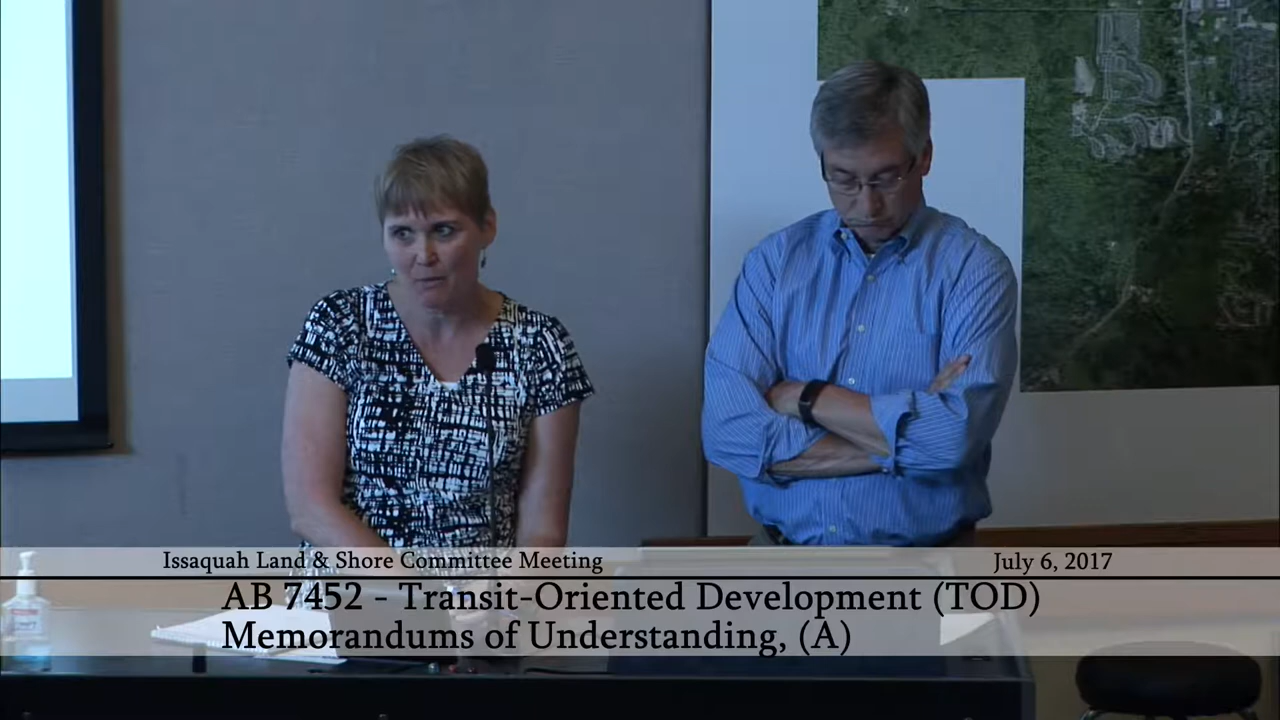 Issaquah Land & Shore Committee Meeting July 6, 2017
AB 7452 - Transit-Oriented Development (TOD)
Memorandums of Understanding, (A)